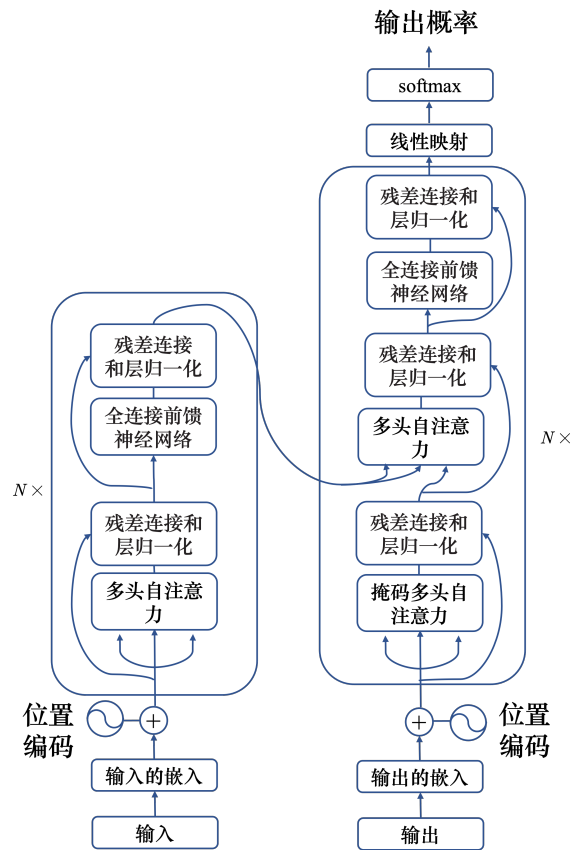 输出概率
softmax
线性映射
残差连接和
层归一化
全连接前馈
神经网络
残差连接和
层归一化
多头自注意
力
N×
残差连接和
层归一化
掩码多头自
注意力
+
位置
编码
输出的嵌入
输出
残差连接
和层归一化
全连接前馈
神经网络
N×
残差连接和
层归一化
多头自注意
力
位置
编码
+
输入的嵌入
输入